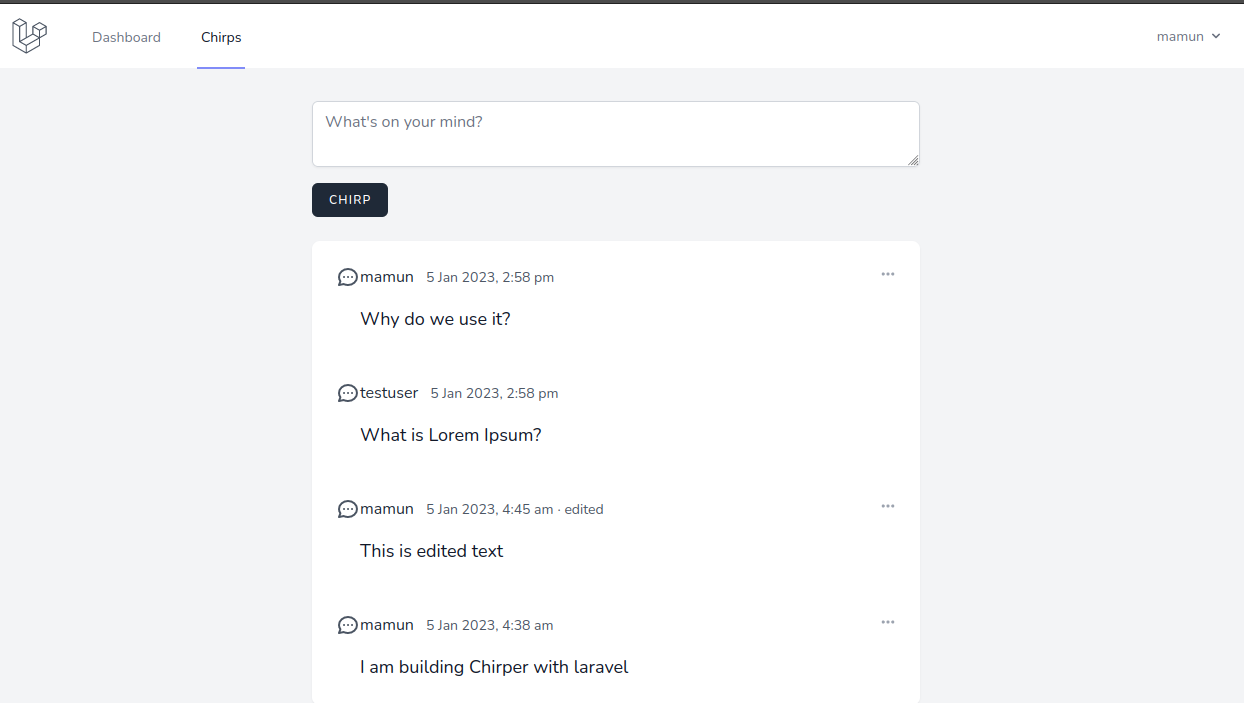 Dashboard Chirps mamun
What's on your mind?
CHIRP
mamun 5 Jan 2023, 2:58 pm
Why do we use it?
testuser 5 Jan 2023, 2:58 pm
What is Lorem Ipsum?
mamun 5 Jan 2023, 4:45 am · edited
This is edited text
mamun 5 Jan 2023, 4:38 am
I am building Chirper with laravel